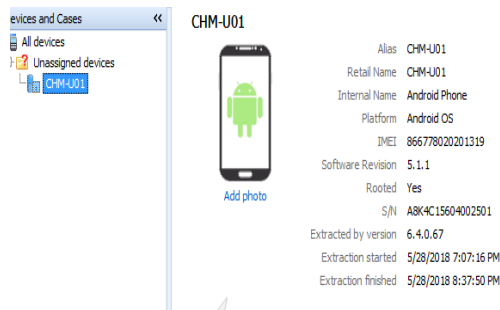 evices and Cases «
All devices
Unassigned devices
CHM-U01
CHM-U01
Add photo
Alias CHM-U01
Retail Name CHM-U01
Internal Name Android Phone
Platform Android OS
IMEI 866778020201319
Software Revision 5.1.1
Rooted Yes
S/N A8K4C15604002501
Extracted by version 6.4.0.67
Extraction started 5/28/2018 7:07:16 PM
Extraction finished 5/28/2018 8:37:50 PM